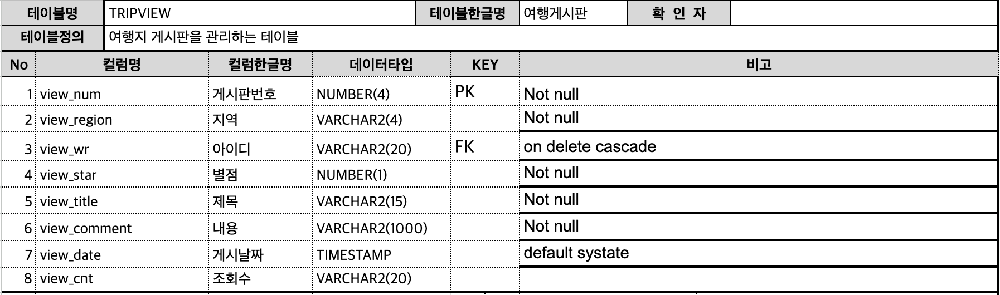 테이블명 TRIPVIEW 테이블한글명 여행게시판 확 인 자
테이블정의 여행지 게시판을 관리하는 테이블
No 컬럼명 컬럼한글명 데이터타입 KEY 비고
1 view_num 게시판번호 NUMBER(4) PK Not null
2 view_region 지역 VARCHAR2(4) Not null
3 view_wr 아이디 VARCHAR2(20) FK on delete cascade
4 view_star 별점 NUMBER(1) Not null
5 view_title 제목 VARCHAR2(15) Not null
6 view_comment 내용 VARCHAR2(1000) Not null
7 view_date 게시날짜 TIMESTAMP default systate
8 view_cnt 조회수 VARCHAR2(20)